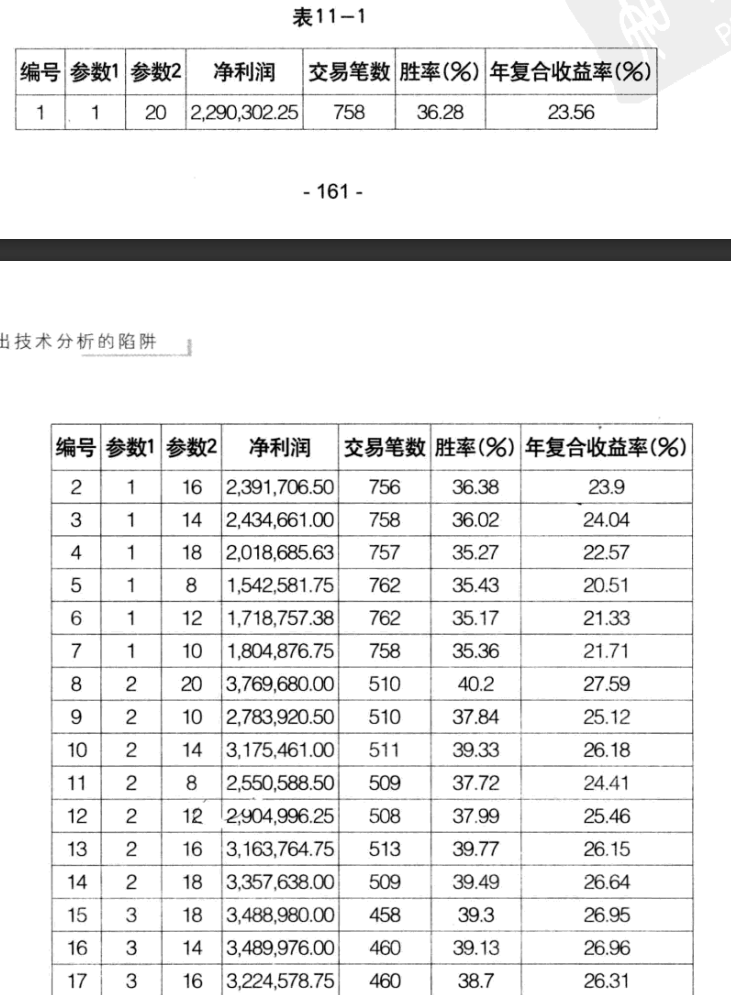 表11-1
编号 参数1 参数2 净利润 交易笔数 胜率(%) 年复合收益率(%)
1 1 20 2,290,302.25 758 36.28 23.56
- 161 -
出技术分析的陷阱
编号 参数1 参数2 净利润 交易笔数 胜率(%) 年复合收益率(%)
2 1 16 2,391,706.50 756 36.38 23.9
3 1 14 2,434,661.00 758 36.02 24.04
4 1 18 2,018,685.63 757 35.27 22.57
5 1 8 1,542,581.75 762 35.43 20.51
6 1 12 1,718,757.38 762 35.17 21.33
7 1 10 1,804,876.75 758 35.36 21.71
8 2 20 3,769,680.00 510 40.2 27.59
9 2 10 2,783,920.50 510 37.84 25.12
10 2 14 3,175,461.00 511 39.33 26.18
11 2 8 2,550,588.50 509 37.72 24.41
12 2 12 2,904,996.25 508 37.99 25.46
13 2 16 3,163,764.75 513 39.77 26.15
14 2 18 3,357,638.00 509 39.49 26.64
15 3 18 3,488,980.00 458 39.3 26.95
16 3 14 3,489,976.00 460 39.13 26.96
17 3 16 3,224,578.75 460 38.7 26.31